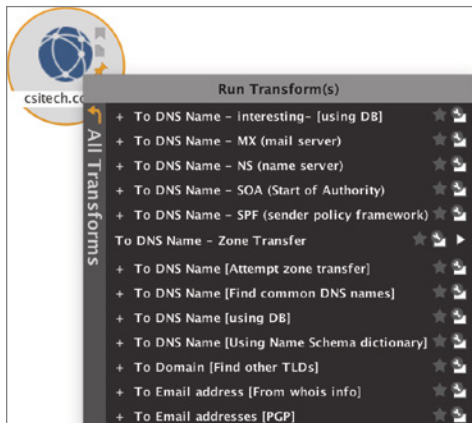 csitech.co
Run Transform(s)
All Transforms
+ To DNS Name - interesting- [using DB]
+ To DNS Name - MX (mail server)
+ To DNS Name - NS (name server)
+ To DNS Name - SOA (Start of Authority)
+ To DNS Name - SPF (sender policy framework)
To DNS Name - Zone Transfer
+ To DNS Name [Attempt zone transfer]
+ To DNS Name [Find common DNS names]
+ To DNS Name [using DB]
+ To DNS Name [Using Name Schema dictionary]
+ To Domain [Find other TLDs]
+ To Email address [From whois info]
+ To Email addresses [PGP]